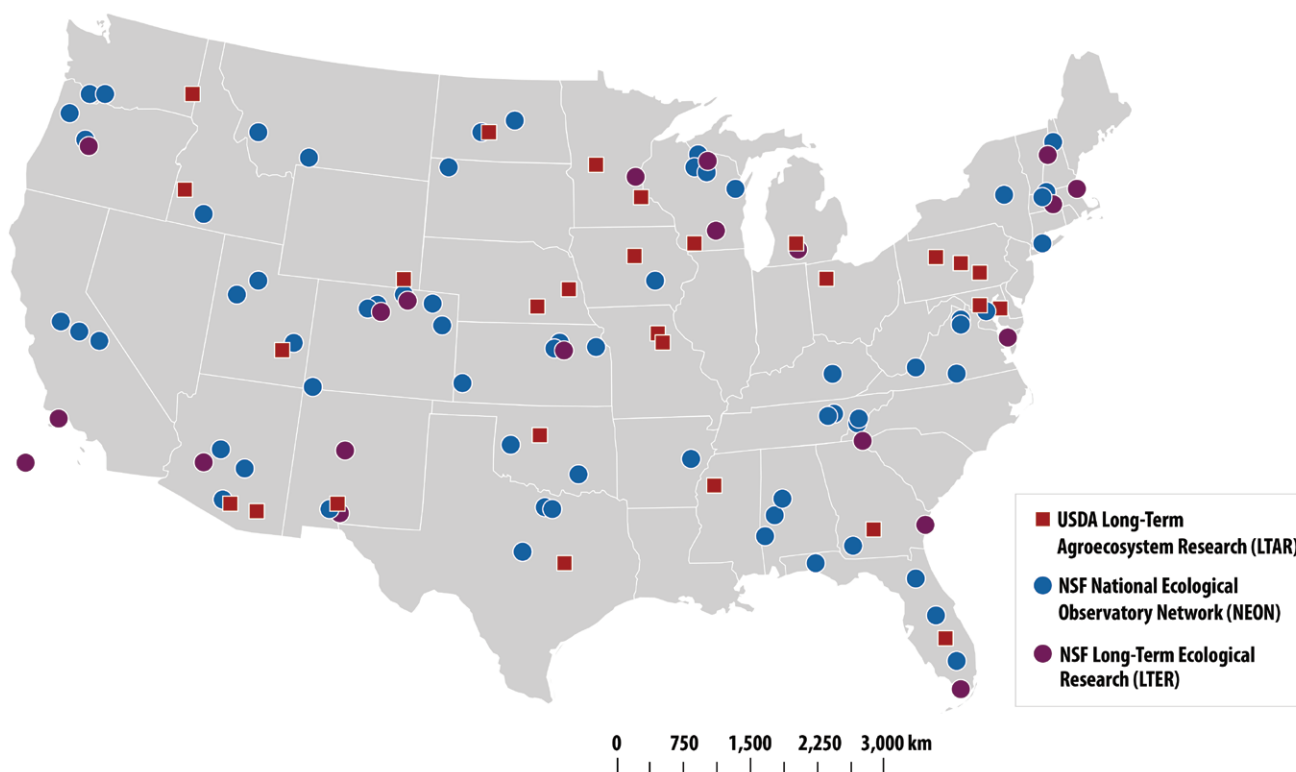 USDA Long-Term
Agroecosystem Research (LTAR)
NSF National Ecological
Observatory Network (NEON)
NSF Long-Term Ecological
Research (LTER)
0 750 1,500 2,250 3,000 km